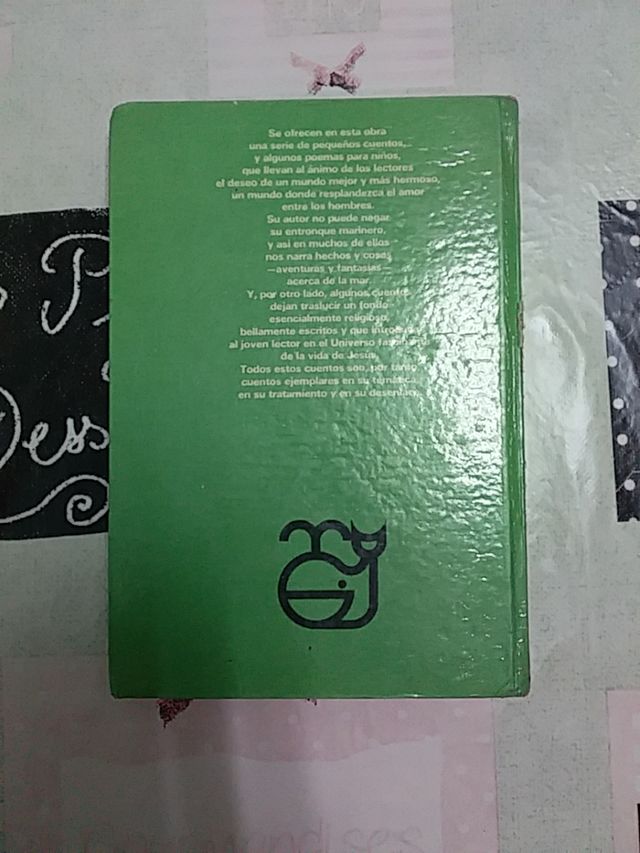 Se ofrecen en esta obra
una serie de pequeños cuentos,
y algunos poemas para niños,
que llevan al ánimo de los lectores
el deseo de un mundo mejor y más hermoso,
un mundo donde resplandezca el amor
entre los hombres.
Su autor no puede negar
su entronque marinero,
y así en muchos de ellos
nos narra hechos y cosas
—aventuras y fantasías—
acerca de la mar.
Y, por otro lado, algunos cuentos
dejan traslucir un fondo
esencialmente religioso,
bellamente escritos y que
al joven lector en el Universo
de la vida de Jesús.
Todos estos cuentos son, por tanto,
cuentos ejemplares en su temática,
en su tratamiento y en su desenlace.
Dess